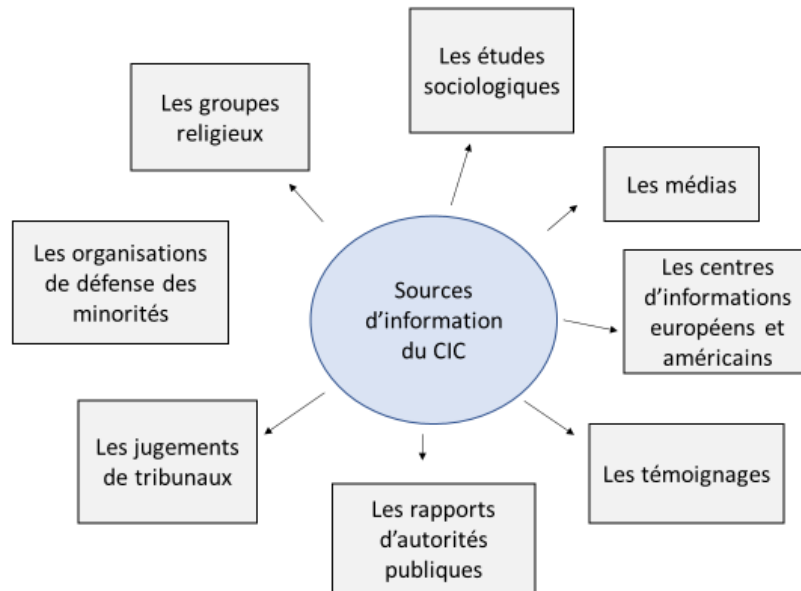 Les études
sociologiques
Les groupes
religieux
Les médias
Les organisations
de défense des
minorités
Sources
d’information
du CIC
Les centres
d’informations
européens et
américains
Les jugements
de tribunaux
Les témoignages
Les rapports
d’autorités
publiques